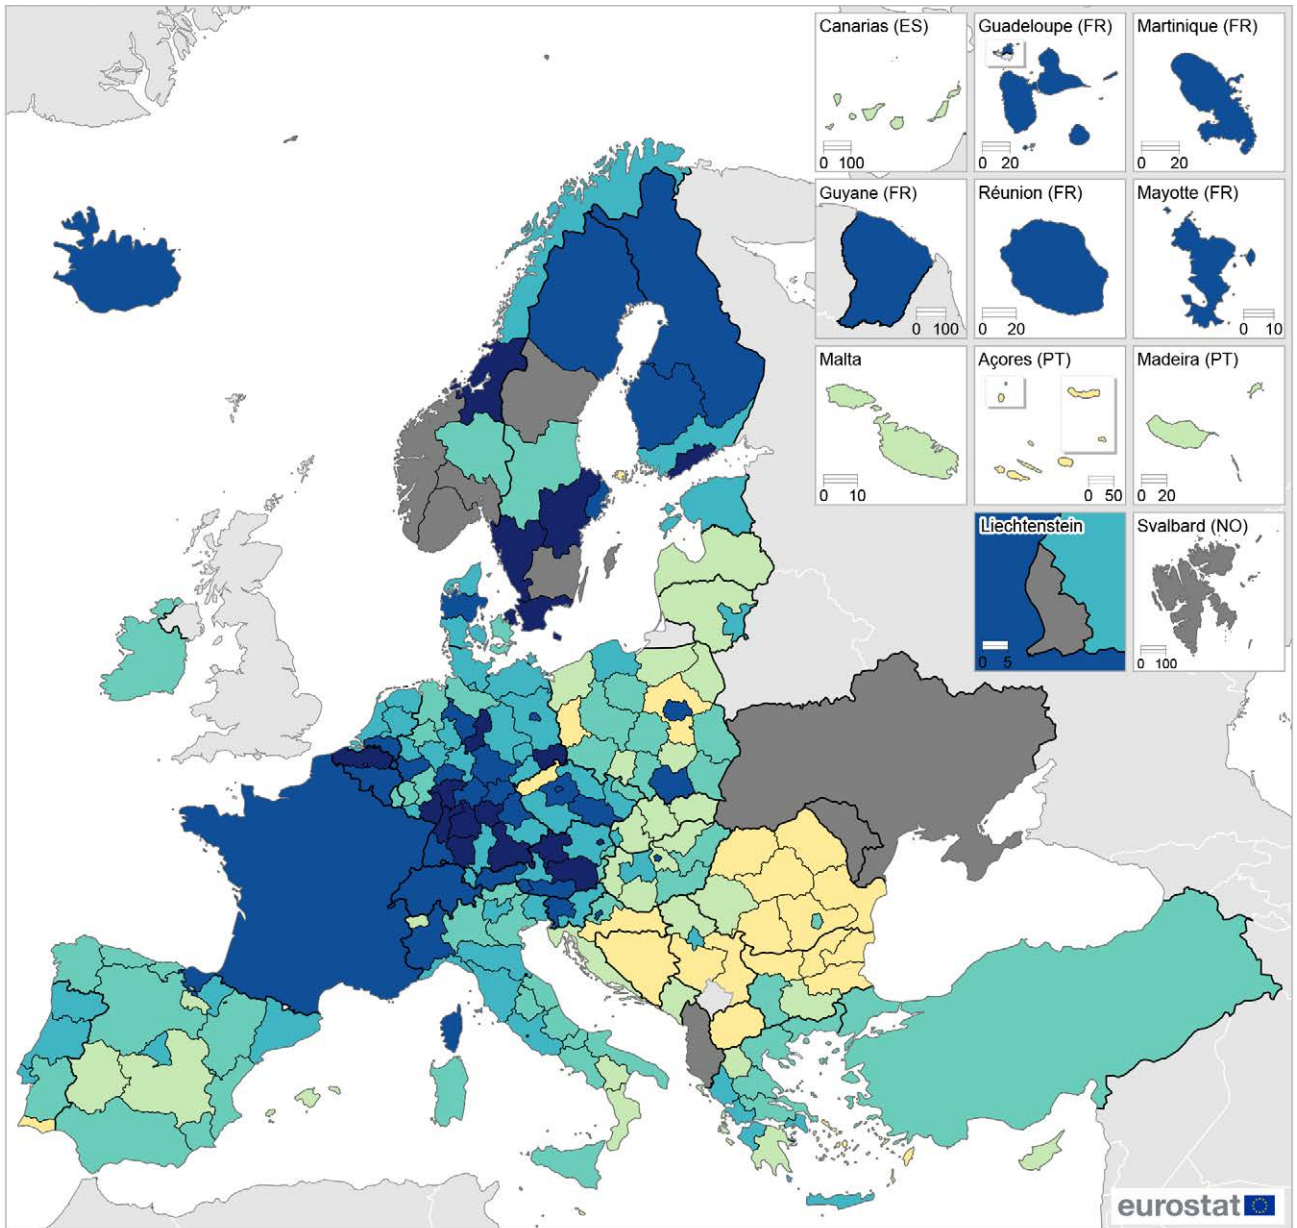 Canarias (ES)
0 100
Guadeloupe (FR)
0 20
Martinique (FR)
0 20
Guyane (FR)
0 100
Réunion (FR)
0 20
Mayotte (FR)
0 10
Malta
0 10
Açores (PT)
0 50
Madeira (PT)
0 20
Liechtenstein
0 5
Svalbard (NO)
0 100
eurostat